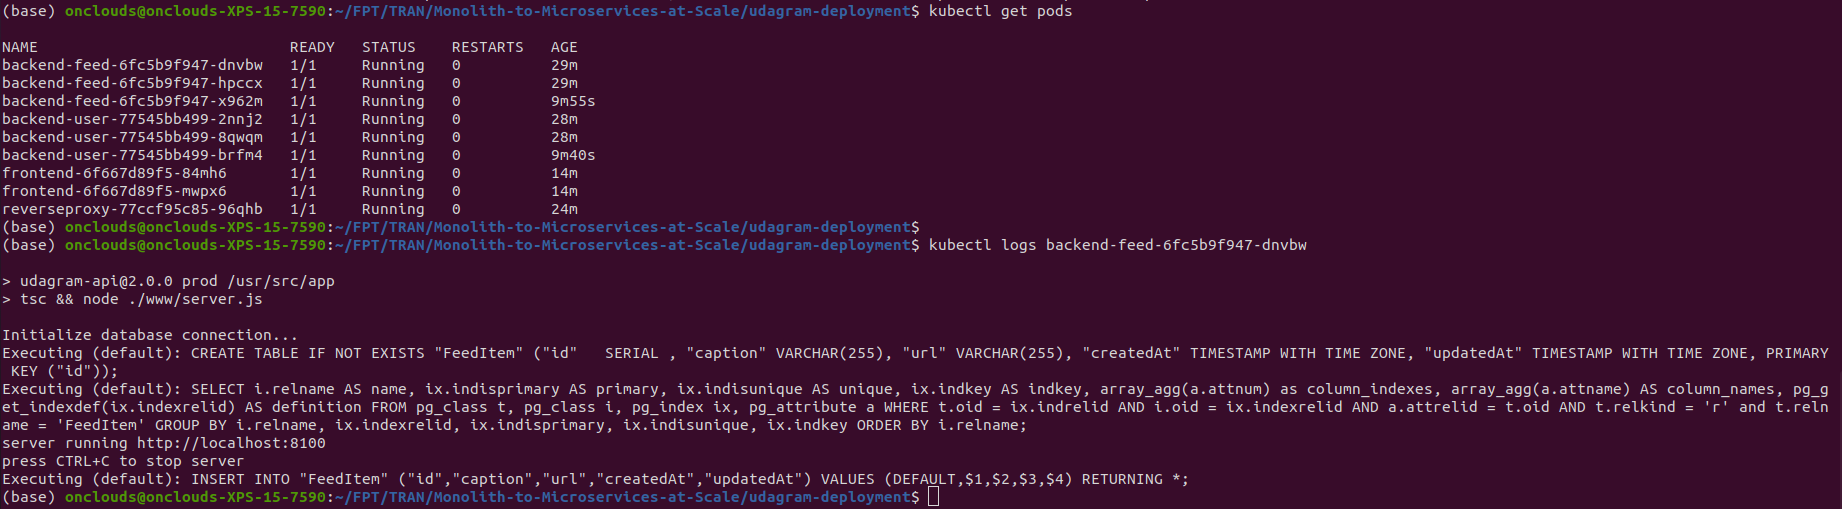 (base) onclouds@onclouds-XPS-15-7590:~/FPT/TRAN/Monolith-to-Microservices-at-Scale/udagram-deployment$ kubectl get pods
NAME                            READY   STATUS    RESTARTS   AGE
backend-feed-6fc5b9f947-dnvbw   1/1     Running   0          29m
backend-feed-6fc5b9f947-hpccx   1/1     Running   0          29m
backend-feed-6fc5b9f947-x962m   1/1     Running   0          9m55s
backend-user-77545bb499-2nnj2   1/1     Running   0          28m
backend-user-77545bb499-8qwqm   1/1     Running   0          28m
backend-user-77545bb499-brfm4   1/1     Running   0          9m40s
frontend-6f667d89f5-84mh6       1/1     Running   0          14m
frontend-6f667d89f5-mwpx6       1/1     Running   0          14m
reverseproxy-77ccf95c85-96qhb   1/1     Running   0          24m
(base) onclouds@onclouds-XPS-15-7590:~/FPT/TRAN/Monolith-to-Microservices-at-Scale/udagram-deployment$
(base) onclouds@onclouds-XPS-15-7590:~/FPT/TRAN/Monolith-to-Microservices-at-Scale/udagram-deployment$ kubectl logs backend-feed-6fc5b9f947-dnvbw
> udagram-api@2.0.0 prod /usr/src/app
> tsc && node ./www/server.js
Initialize database connection...
Executing (default): CREATE TABLE IF NOT EXISTS "FeedItem" ("id"   SERIAL , "caption" VARCHAR(255), "url" VARCHAR(255), "createdAt" TIMESTAMP WITH TIME ZONE, "updatedAt" TIMESTAMP WITH TIME ZONE, PRIMARY
 KEY ("id"));
Executing (default): SELECT i.relname AS name, ix.indisprimary AS primary, ix.indisunique AS unique, ix.indkey AS indkey, array_agg(a.attnum) as column_indexes, array_agg(a.attname) AS column_names, pg_g
et_indexdef(ix.indexrelid) AS definition FROM pg_class t, pg_class i, pg_index ix, pg_attribute a WHERE t.oid = ix.indrelid AND i.oid = ix.indexrelid AND a.attrelid = t.oid AND t.relkind = 'r' and t.reln
ame = 'FeedItem' GROUP BY i.relname, ix.indexrelid, ix.indisprimary, ix.indisunique, ix.indkey ORDER BY i.relname;
server running http://localhost:8100
press CTRL+C to stop server
Executing (default): INSERT INTO "FeedItem" ("id","caption","url","createdAt","updatedAt") VALUES (DEFAULT,$1,$2,$3,$4) RETURNING *;
(base) onclouds@onclouds-XPS-15-7590:~/FPT/TRAN/Monolith-to-Microservices-at-Scale/udagram-deployment$